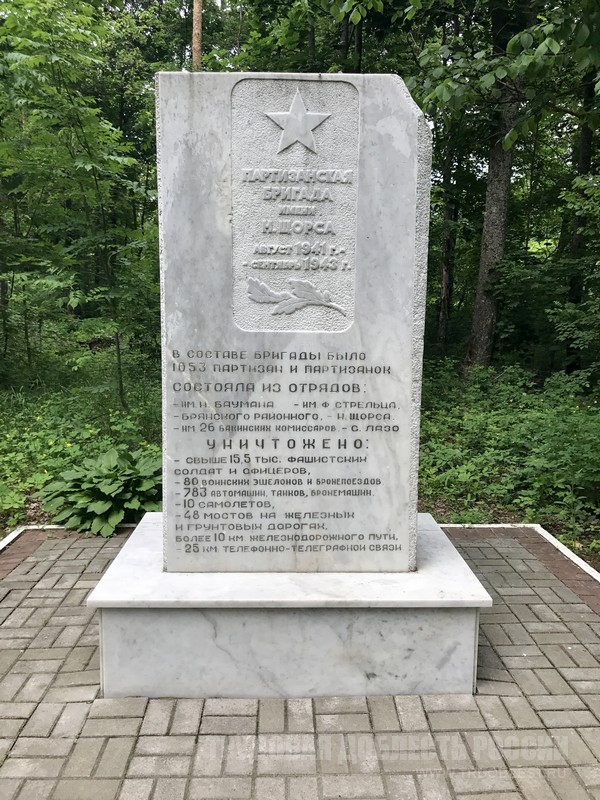 ПАРТИЗАНСКАЯ
БРИГАДА
ИМЕНИ
Н. ЩОРСА
АВГУСТ 1941 Г.-
- СЕНТЯБРЬ 1943 Г.
В СОСТАВЕ БРИГАДЫ БЫЛО
1053 ПАРТИЗАН И ПАРТИЗАНОК
СОСТОЯЛА ИЗ ОТРЯДОВ:
- ИМ. Н. БАУМАНА - ИМ. Ф. СТРЕЛЬЦА,
- БРЯНСКОГО РАЙОННОГО, - Н. ЩОРСА
- ИМ 26 БАКИНСКИХ КОМИССАРОВ - С. ЛАЗО
УНИЧТОЖЕНО:
- СВЫШЕ 15,5 ТЫС. ФАШИСТСКИХ
СОЛДАТ И ОФИЦЕРОВ,
- 80 ВОИНСКИХ ЭШЕЛОНОВ И БРОНЕПОЕЗДОВ
- 783 АВТОМАШИН, ТАНКОВ, БРОНЕМАШИН.
- 10 САМОЛЕТОВ,
- 48 МОСТОВ НА ЖЕЛЕЗНЫХ
И ГРУНТОВЫХ ДОРОГАХ,
БОЛЕЕ 10 КМ ЖЕЛЕЗНОДОРОЖНОГО ПУТИ,
- 25 КМ ТЕЛЕФОННО-ТЕЛЕГРАФНОЙ СВЯЗИ
ДОБЛЕСТЬ РОССИИ